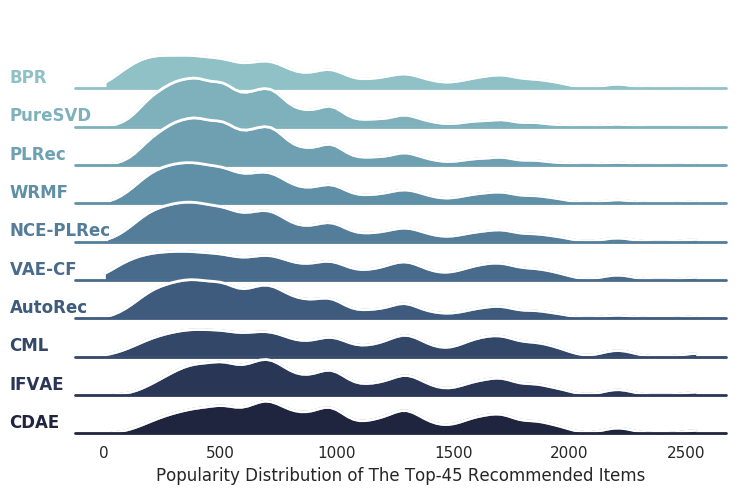 BPR
PureSVD
PLRec
WRMF
NCE-PLRec
VAE-CF
AutoRec
CML
IFVAE
CDAE
0 500 1000 1500 2000 2500
Popularity Distribution of The Top-45 Recommended Items